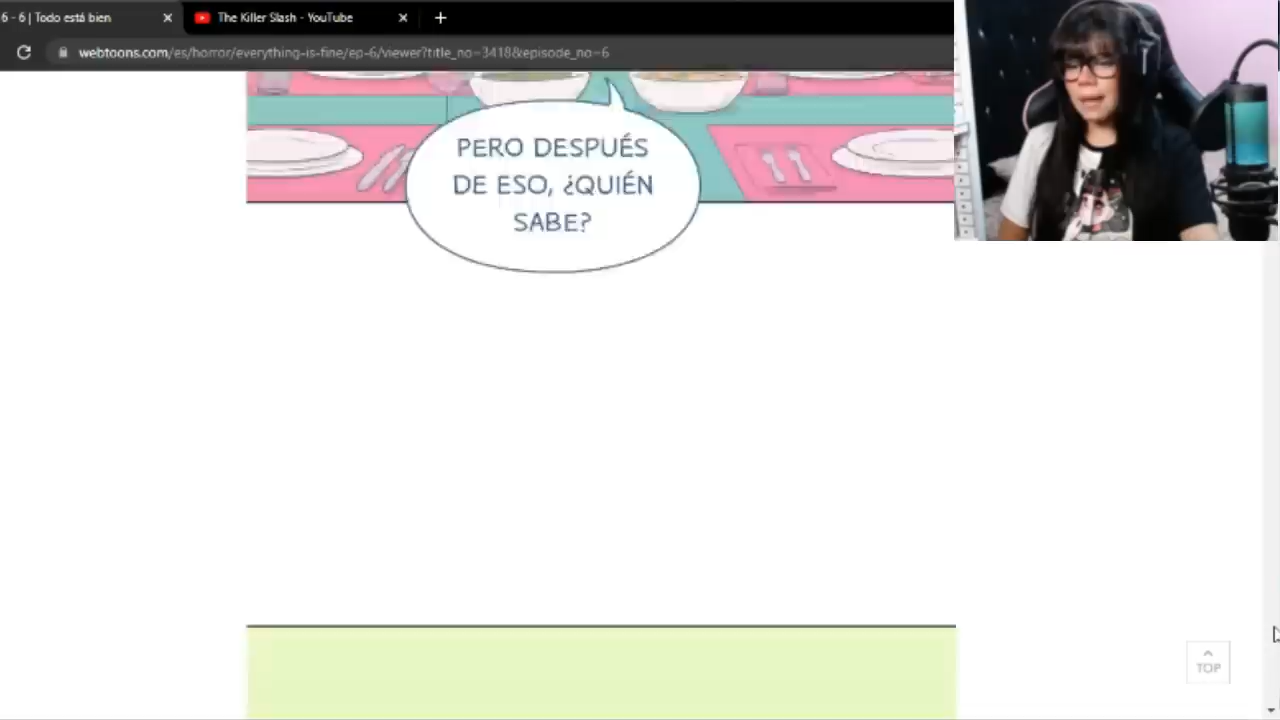 6 - 6 | Todo está bien
The Killer Slash - YouTube
webtoons.com/es/horror/everything-is-fine/ep-6/viewer?title_no=3418&episode_no=6
PERO DESPUÉS
DE ESO, ¿QUIÉN
SABE?
TOP